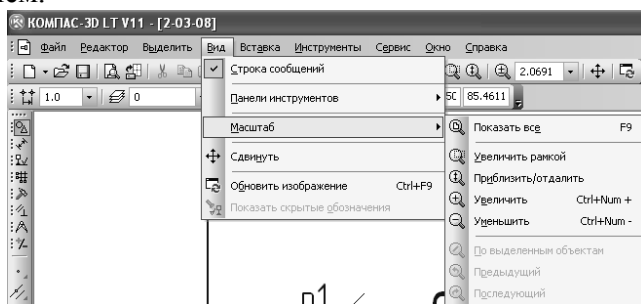 КОМПАС-3D LT V11 - [2-03-08]
Файл Редактор Выделить Вид Вставка Инструменты Сервис Окно Справка
Строка сообщений
2.0691
1.0 0
Панели инструментов
85.4611
Масштаб
Показать все F9
Сдвинуть
Увеличить рамкой
Приблизить/отдалить
Обновить изображение Ctrl+F9
Увеличить Ctrl+Num +
Показать скрытые обозначения
Уменьшить Ctrl+Num -
По выделенным объектам
Предыдущий
Последующий